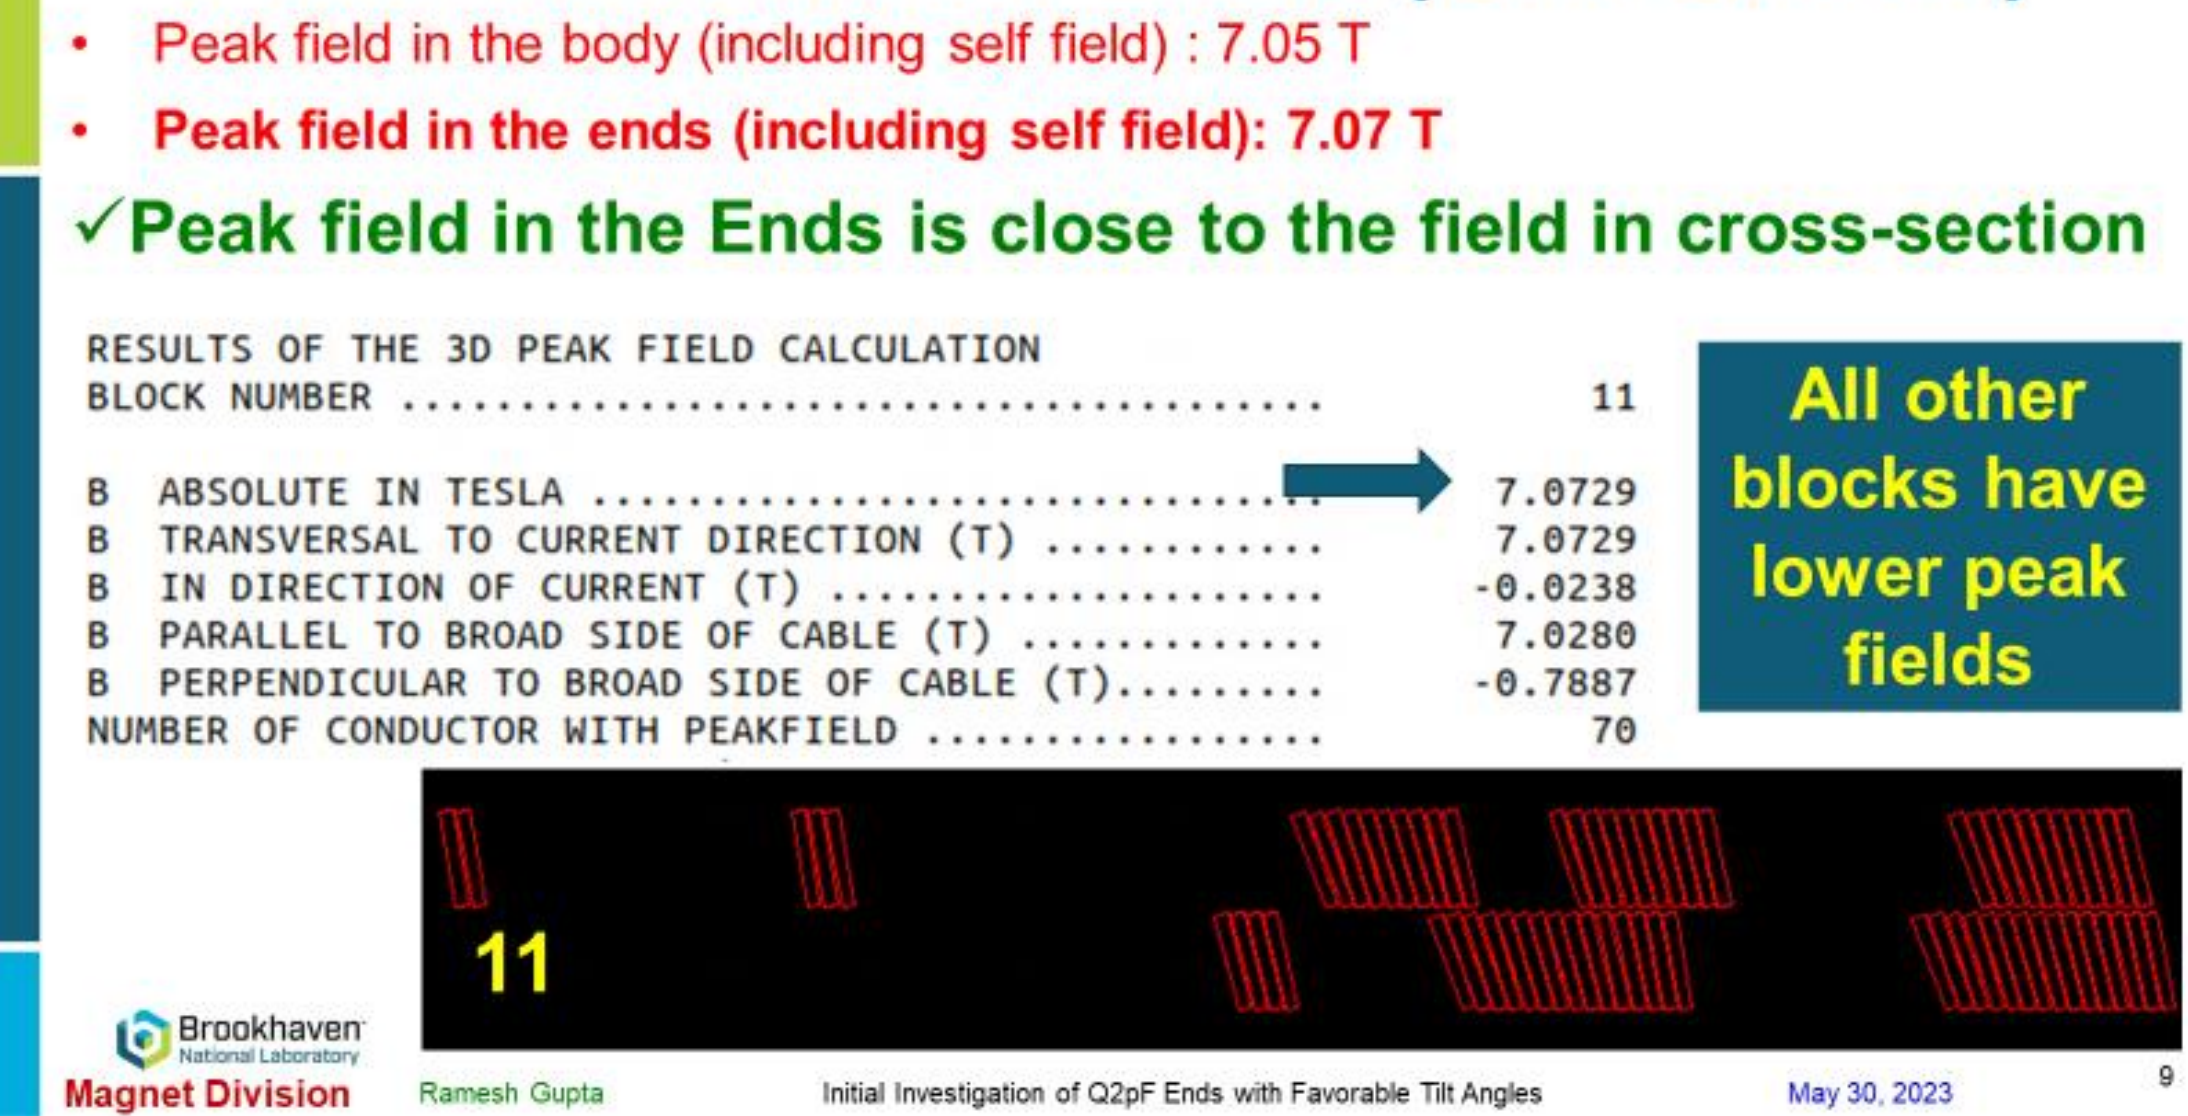 • Peak field in the body (including self field) : 7.05 T
• Peak field in the ends (including self field): 7.07 T
✓Peak field in the Ends is close to the field in cross-section
RESULTS OF THE 3D PEAK FIELD CALCULATION
BLOCK NUMBER ....................................... 11
B ABSOLUTE IN TESLA ............................... 7.0729
B TRANSVERSAL TO CURRENT DIRECTION (T) ............ 7.0729
B IN DIRECTION OF CURRENT (T) ..................... -0.0238
B PARALLEL TO BROAD SIDE OF CABLE (T) ............. 7.0280
B PERPENDICULAR TO BROAD SIDE OF CABLE (T)......... -0.7887
NUMBER OF CONDUCTOR WITH PEAKFIELD ................. 70
All other
blocks have
lower peak
fields
11
Brookhaven
National Laboratory
Magnet Division
Ramesh Gupta
Initial Investigation of Q2pF Ends with Favorable Tilt Angles
May 30, 2023
9